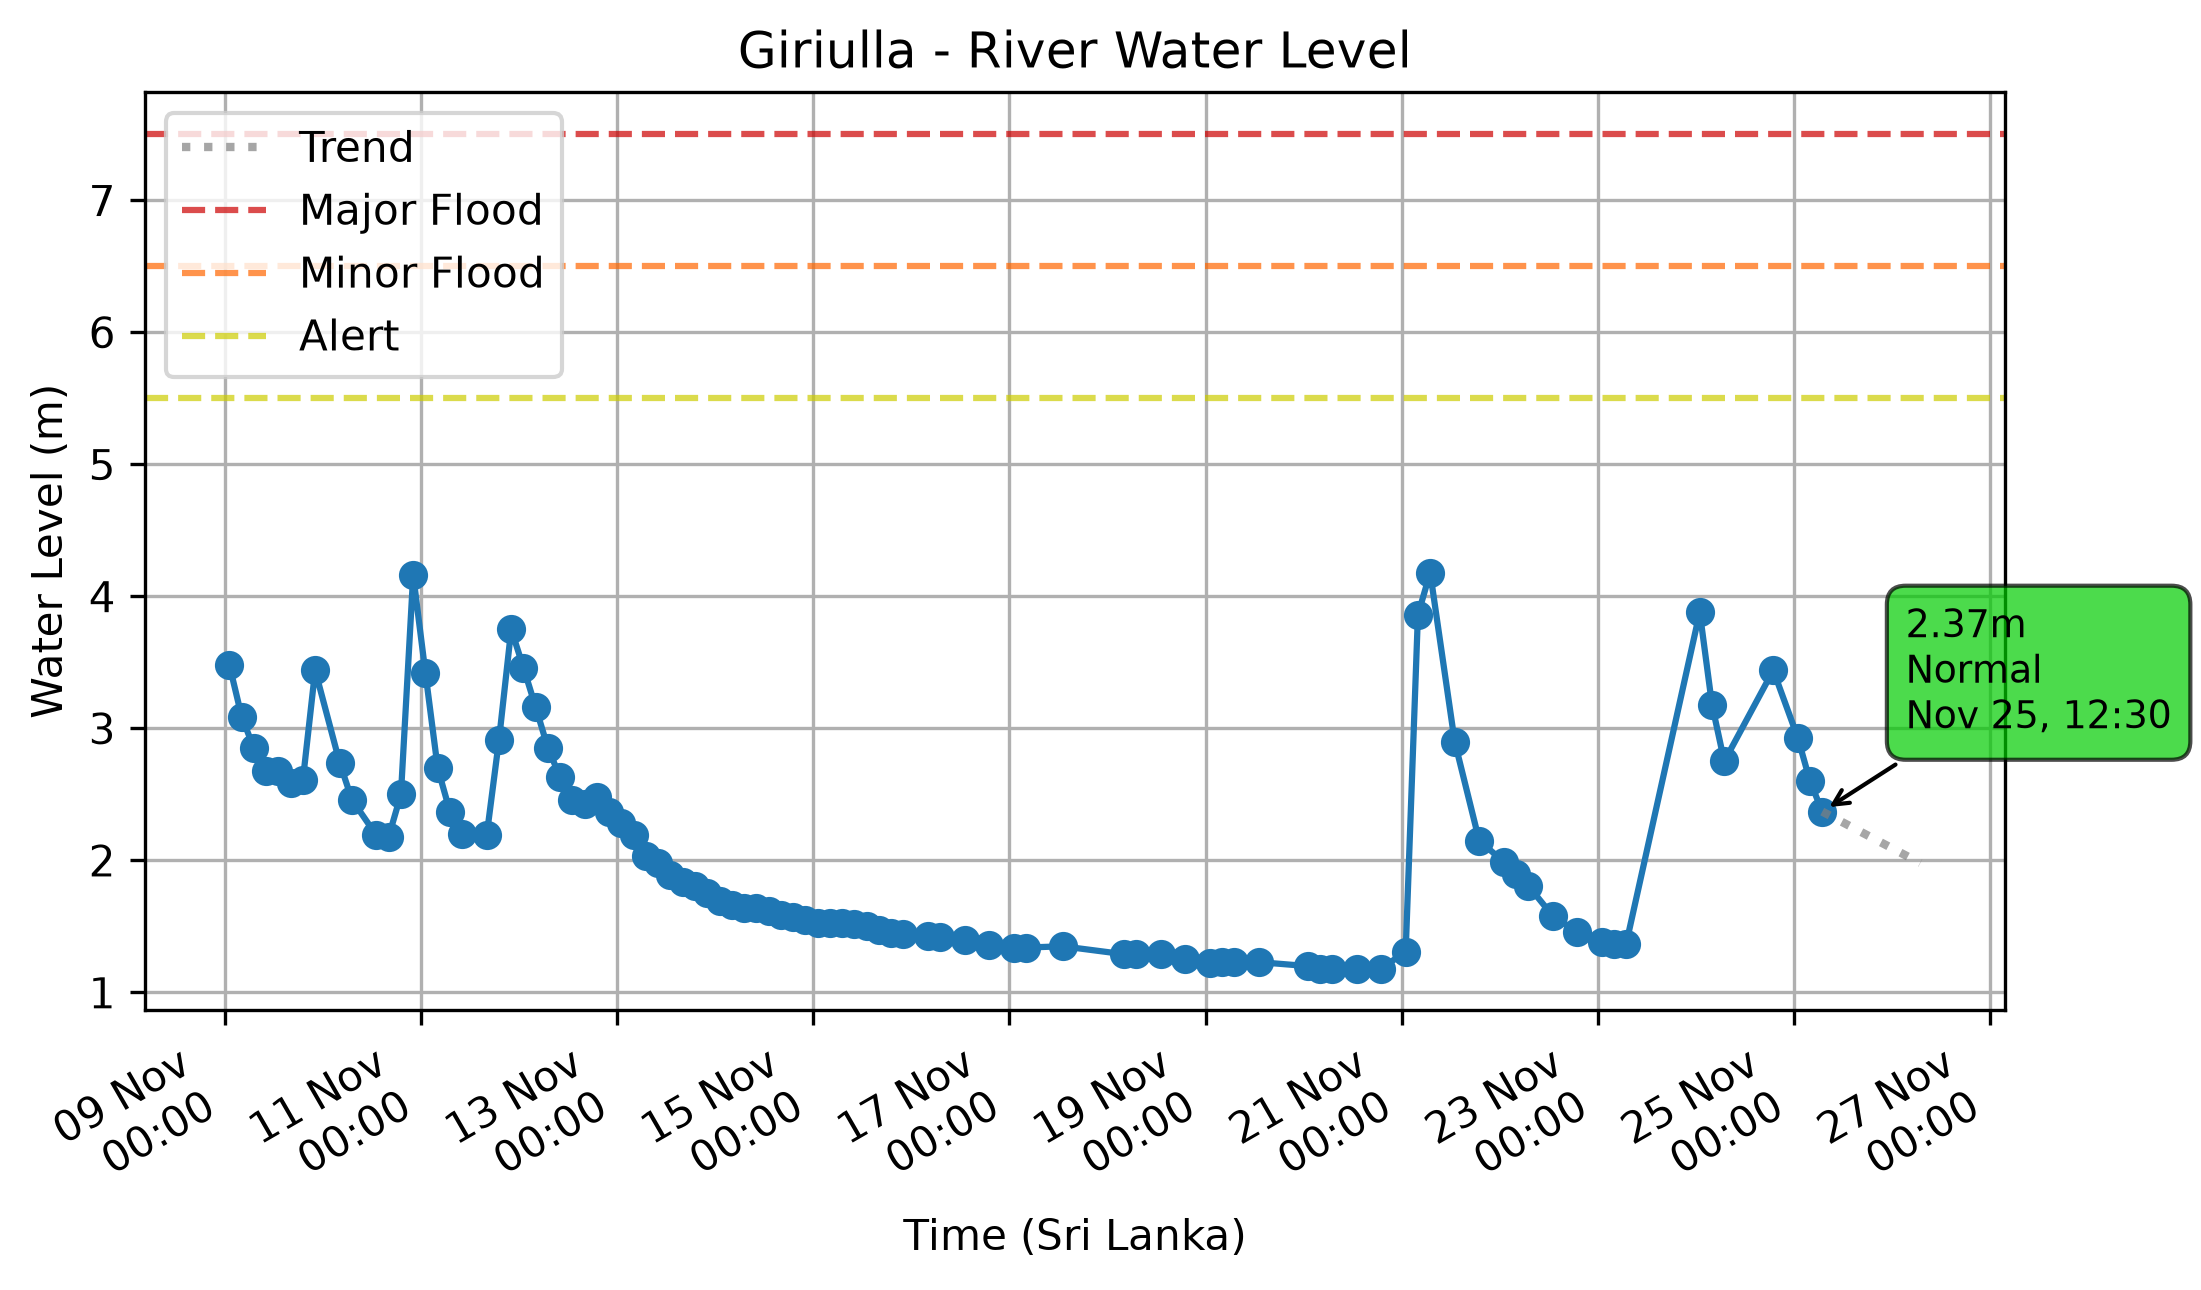 Giriulla - River Water Level
Trend
Major Flood
Minor Flood
Alert
Water Level (m)
7
6
5
4
3
2
1
2.37m
Normal
Nov 25, 12:30
09 Nov
00:00
11 Nov
00:00
13 Nov
00:00
15 Nov
00:00
17 Nov
00:00
19 Nov
00:00
21 Nov
00:00
23 Nov
00:00
25 Nov
00:00
27 Nov
00:00
Time (Sri Lanka)